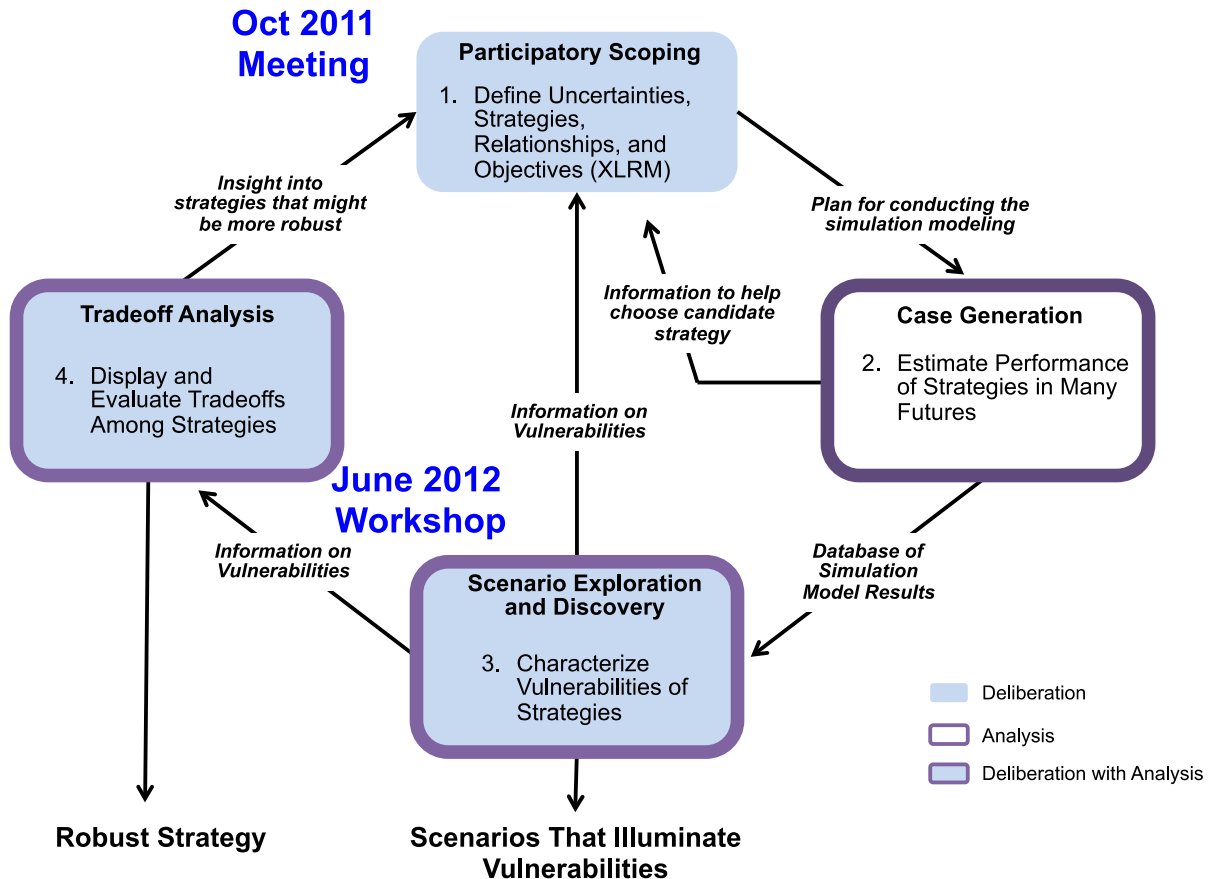 Oct 2011
Meeting
Participatory Scoping
1. Define Uncertainties,
Strategies,
Relationships, and
Objectives (XLRM)
Insight into
strategies that might
be more robust
Plan for conducting the
simulation modeling
Tradeoff Analysis
4. Display and
Evaluate Tradeoffs
Among Strategies
Information to help
choose candidate
strategy
Case Generation
2. Estimate Performance
of Strategies in Many
Futures
Information on
Vulnerabilities
June 2012
Workshop
Information on
Vulnerabilities
Database of
Simulation
Model Results
Scenario Exploration
and Discovery
3. Characterize
Vulnerabilities of
Strategies
Deliberation
Analysis
Deliberation with Analysis
Robust Strategy
Scenarios That Illuminate
Vulnerabilities